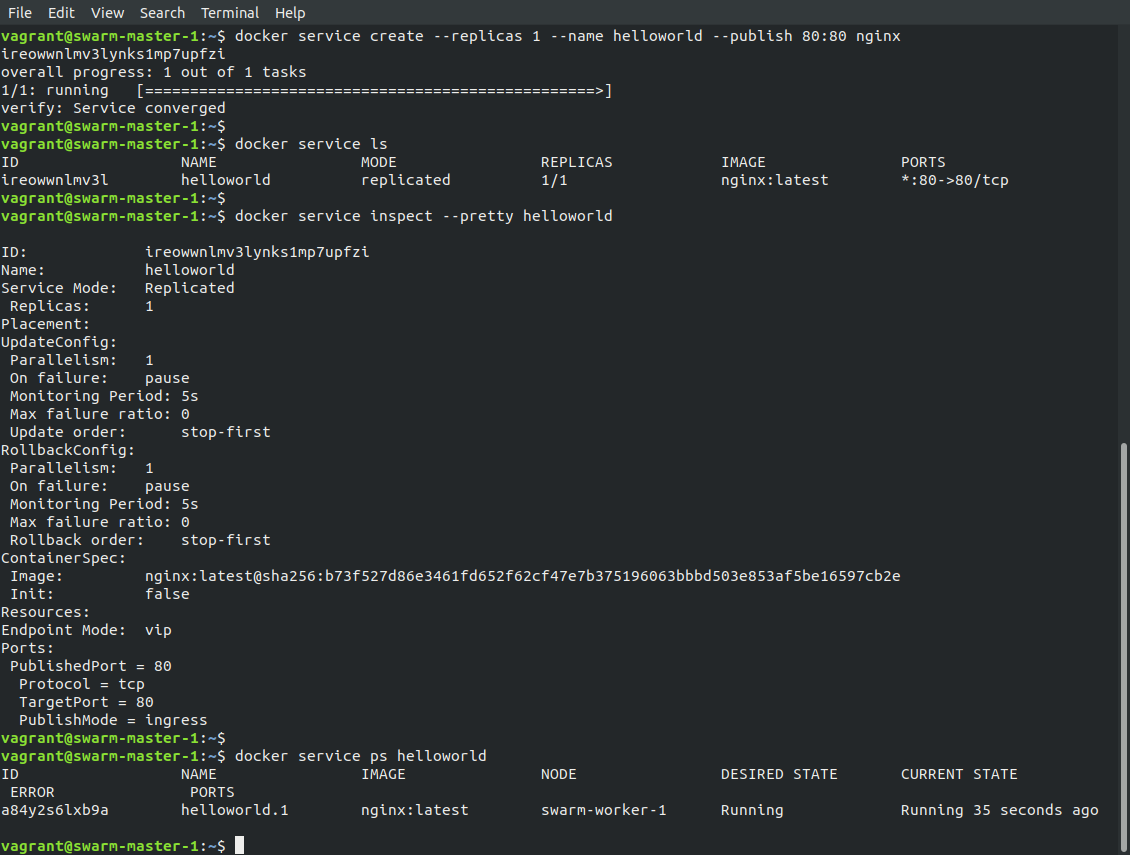 File Edit View Search Terminal Help
vagrant@swarm-master-1:~$ docker service create --replicas 1 --name helloworld --publish 80:80 nginx
ireowwnlmv3lynks1mp7upfzi
overall progress: 1 out of 1 tasks
1/1: running   [==================================================>]
verify: Service converged
vagrant@swarm-master-1:~$
vagrant@swarm-master-1:~$ docker service ls
ID                  NAME                MODE                REPLICAS            IMAGE               PORTS
ireowwnlmv3l        helloworld          replicated          1/1                 nginx:latest        *:80->80/tcp
vagrant@swarm-master-1:~$
vagrant@swarm-master-1:~$ docker service inspect --pretty helloworld

ID:             ireowwnlmv3lynks1mp7upfzi
Name:           helloworld
Service Mode:   Replicated
 Replicas:      1
Placement:
UpdateConfig:
 Parallelism:   1
 On failure:    pause
 Monitoring Period: 5s
 Max failure ratio: 0
 Update order:      stop-first
RollbackConfig:
 Parallelism:   1
 On failure:    pause
 Monitoring Period: 5s
 Max failure ratio: 0
 Rollback order:    stop-first
ContainerSpec:
 Image:         nginx:latest@sha256:b73f527d86e3461fd652f62cf47e7b375196063bbbd503e853af5be16597cb2e
 Init:          false
Resources:
Endpoint Mode:  vip
Ports:
 PublishedPort = 80
  Protocol = tcp
  TargetPort = 80
  PublishMode = ingress
vagrant@swarm-master-1:~$
vagrant@swarm-master-1:~$ docker service ps helloworld
ID                  NAME                IMAGE               NODE                DESIRED STATE       CURRENT STATE
 ERROR               PORTS
a84y2s6lxb9a        helloworld.1        nginx:latest        swarm-worker-1      Running             Running 35 seconds ago

vagrant@swarm-master-1:~$